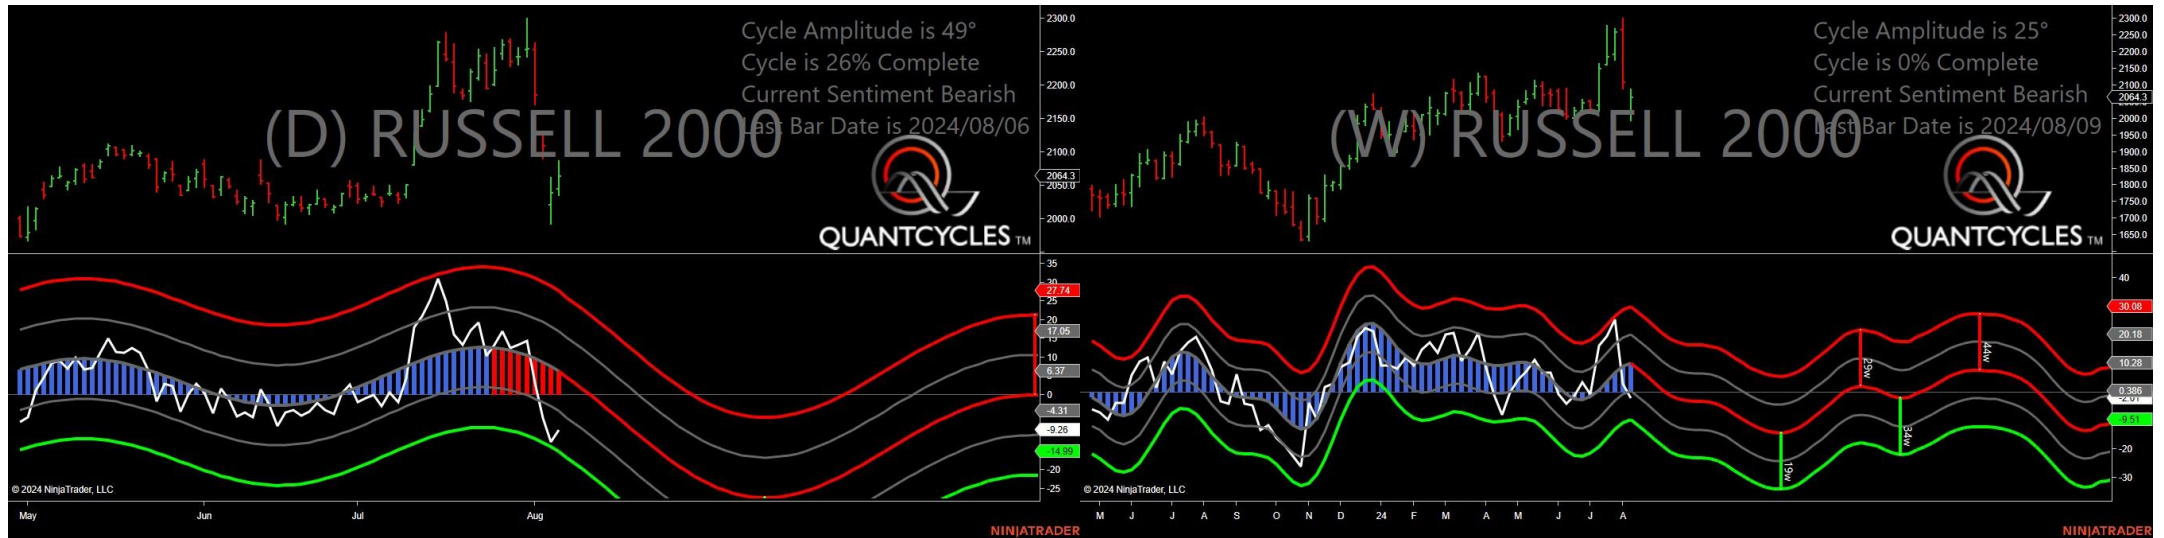 Cycle Amplitude is 49°
Cycle is 26% Complete
Current Sentiment Bearish
Last Bar Date is 2024/08/06
(D) RUSSELL 2000
QUANTCYCLES TM
2300.0
2250.0
2200.0
2150.0
2100.0
2064.3
2050.0
2000.0
35
27.74
25
20
17.05
15
10
6.37
0
-4.31
-9.26
-14.99
-20
-25
© 2024 NinjaTrader, LLC
May
Jun
Jul
Aug
NINJATRADER
Cycle Amplitude is 25°
Cycle is 0% Complete
Current Sentiment Bearish
Last Bar Date is 2024/08/09
(W) RUSSELL 2000
QUANTCYCLES TM
2300.0
2250.0
2200.0
2150.0
2100.0
2064.3
2000.0
1950.0
1900.0
1850.0
1800.0
1750.0
1700.0
1650.0
40
30.08
20.18
10.28
0.386
-2.01
-9.51
-20
-30
29w
44w
34w
19w
© 2024 NinjaTrader, LLC
M
J
J
A
S
O
N
D
24
F
M
A
M
J
J
A
NINJATRADER